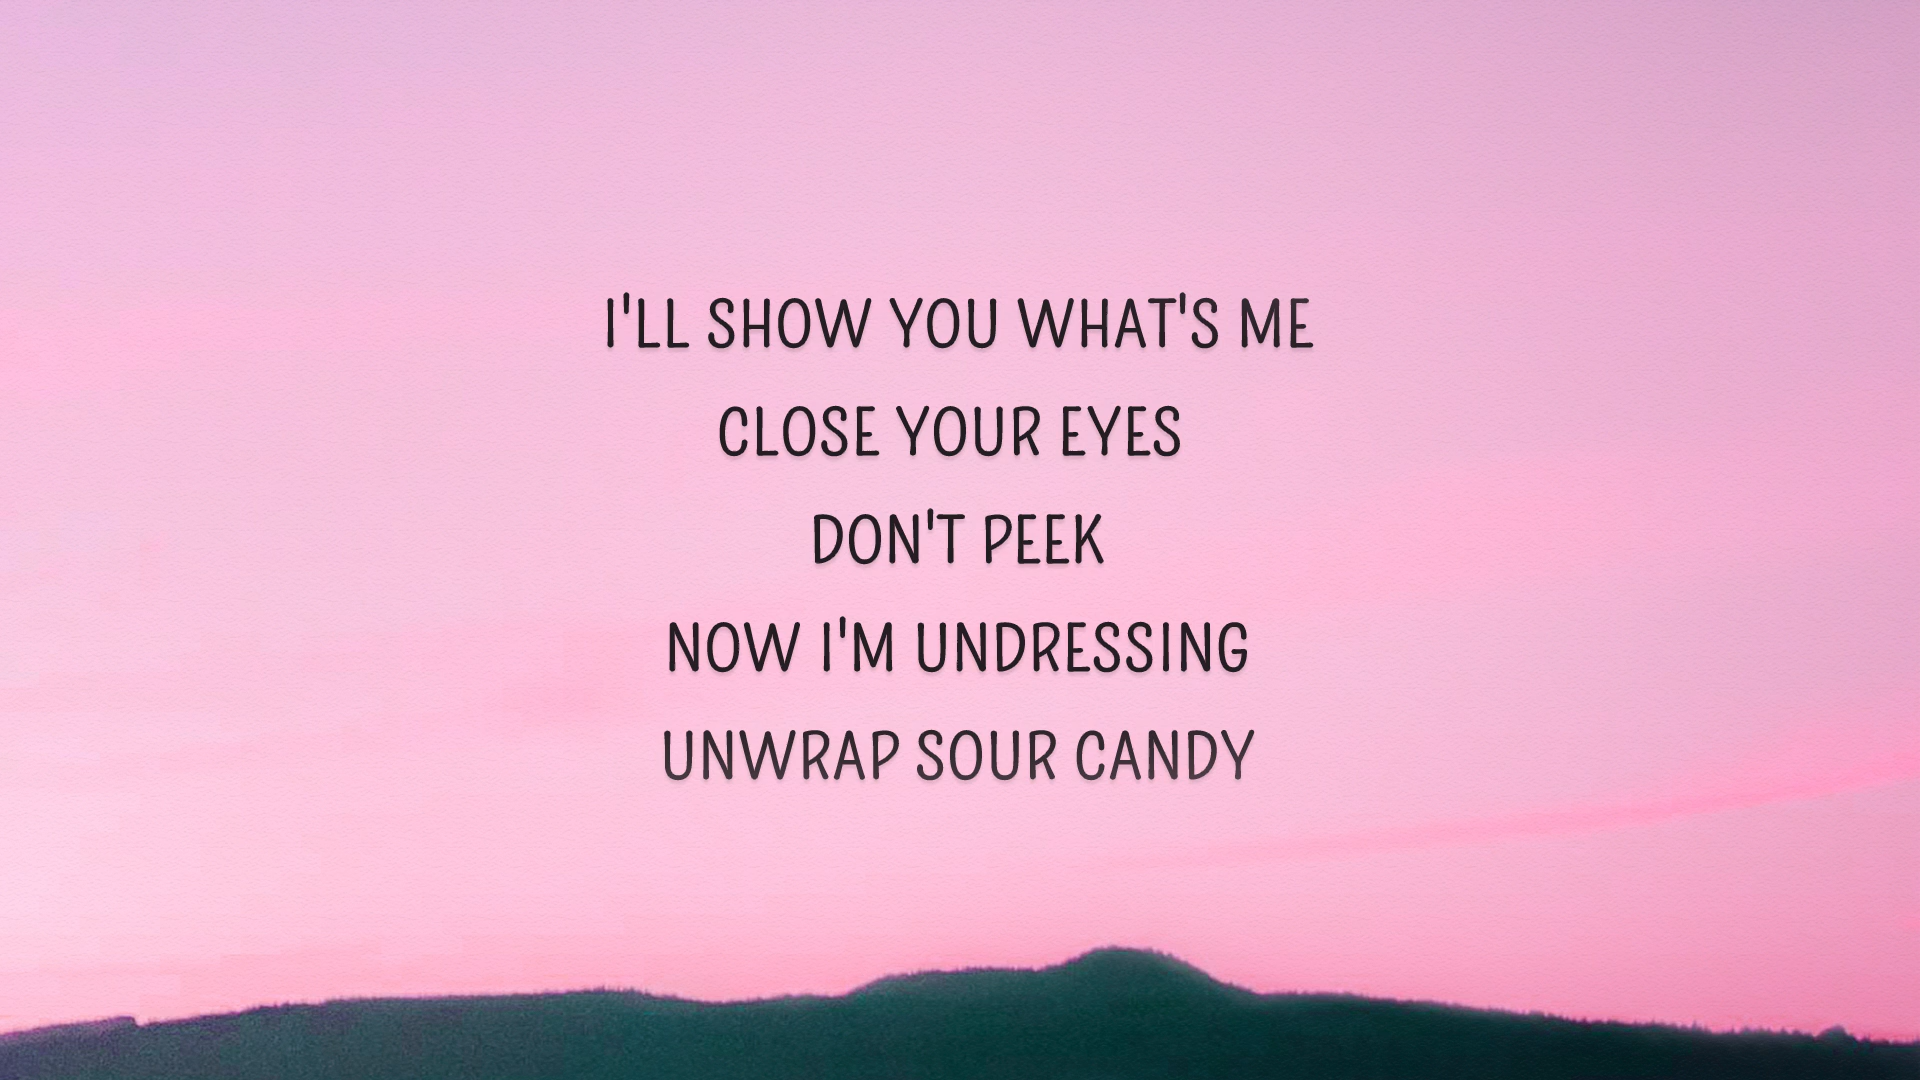 I'LL SHOW YOU WHAT'S ME
CLOSE YOUR EYES
DON'T PEEK
NOW I'M UNDRESSING
UNWRAP SOUR CANDY